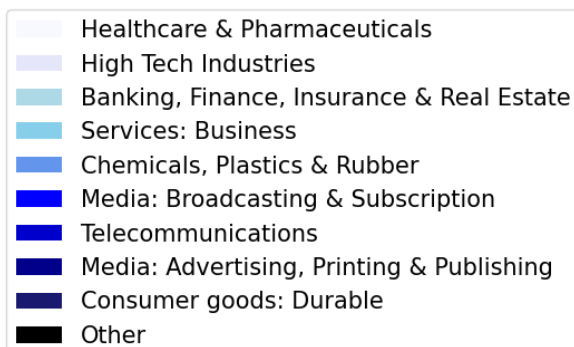 Healthcare & Pharmaceuticals
High Tech Industries
Banking, Finance, Insurance & Real Estate
Services: Business
Chemicals, Plastics & Rubber
Media: Broadcasting & Subscription
Telecommunications
Media: Advertising, Printing & Publishing
Consumer goods: Durable
Other